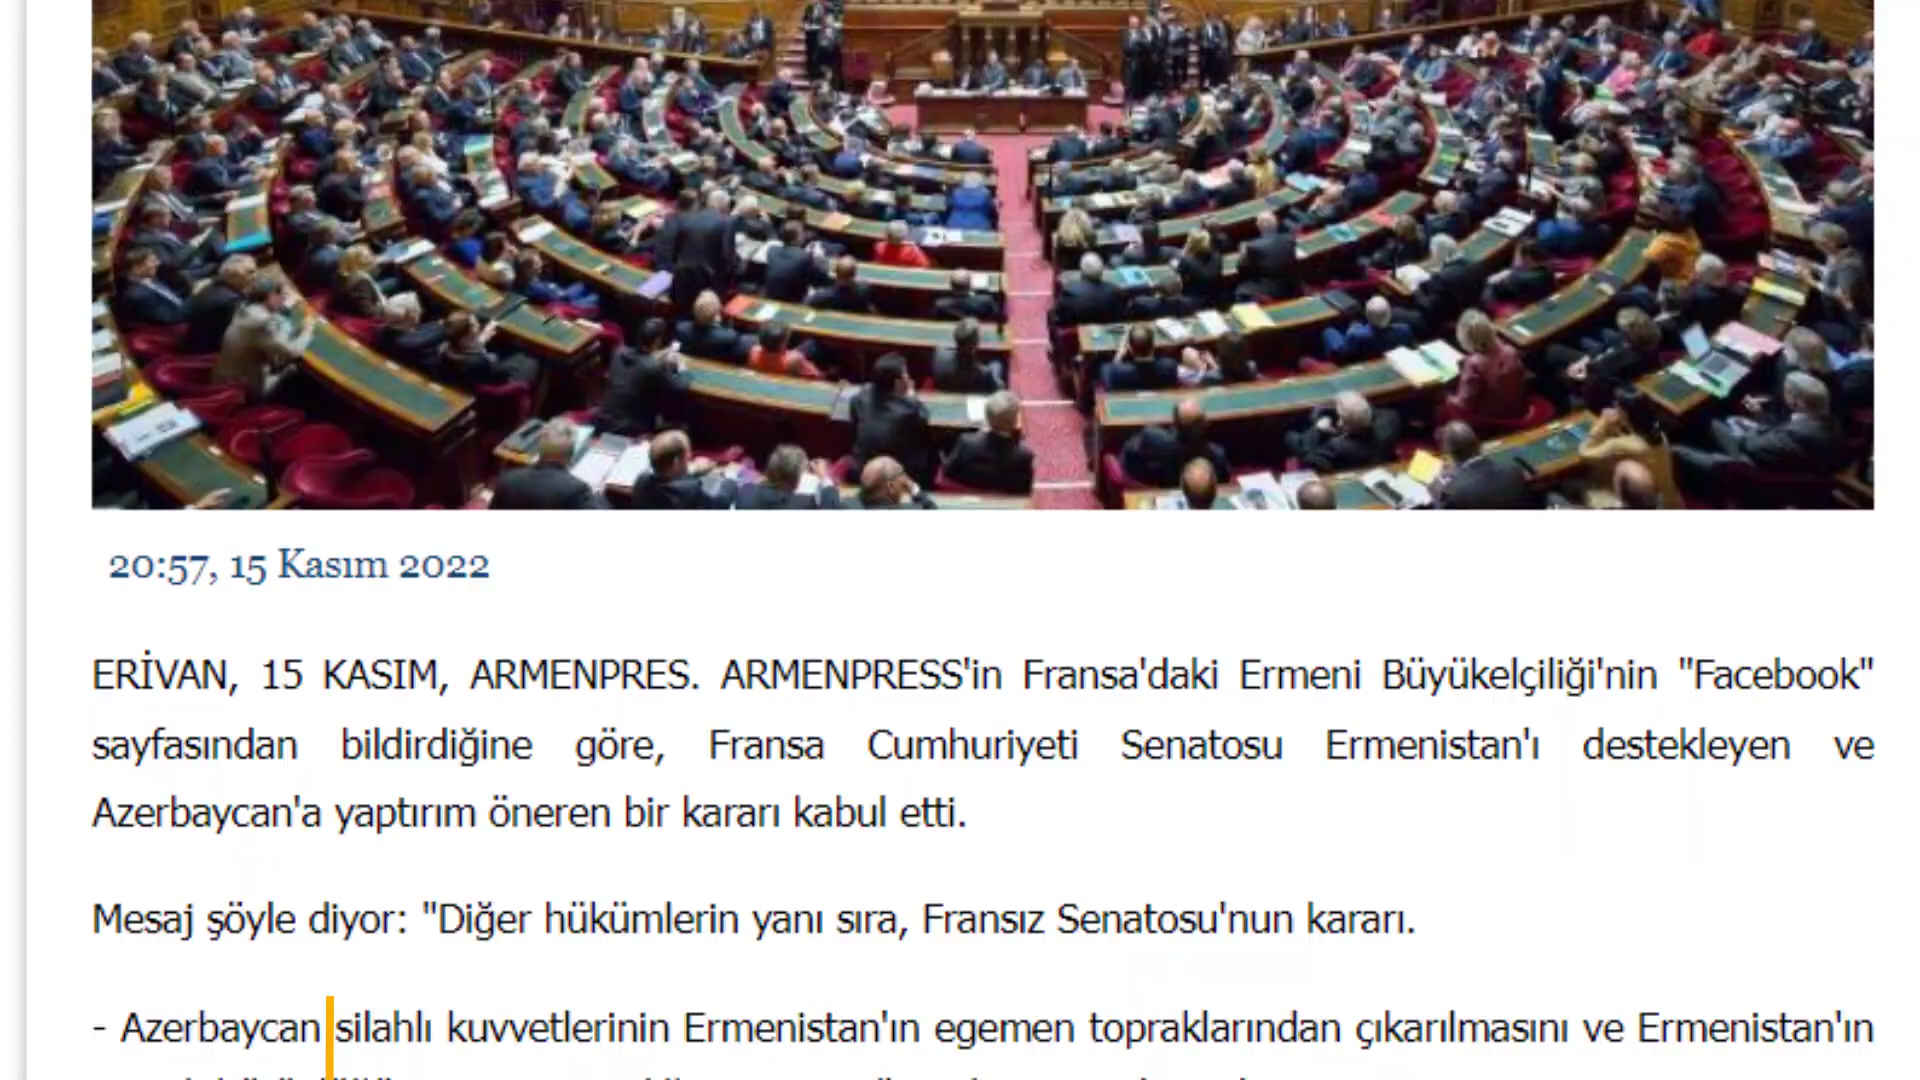 20:57, 15 Kasım 2022
ERİVAN, 15 KASIM, ARMENPRES. ARMENPRESS'in Fransa'daki Ermeni Büyükelçiliği'nin "Facebook"
sayfasından bildirdiğine göre, Fransa Cumhuriyeti Senatosu Ermenistan'ı destekleyen ve
Azerbaycan'a yaptırım öneren bir kararı kabul etti.
Mesaj şöyle diyor: "Diğer hükümlerin yanı sıra, Fransız Senatosu'nun kararı.
- Azerbaycan silahlı kuvvetlerinin Ermenistan'ın egemen topraklarından çıkarılmasını ve Ermenistan'ın